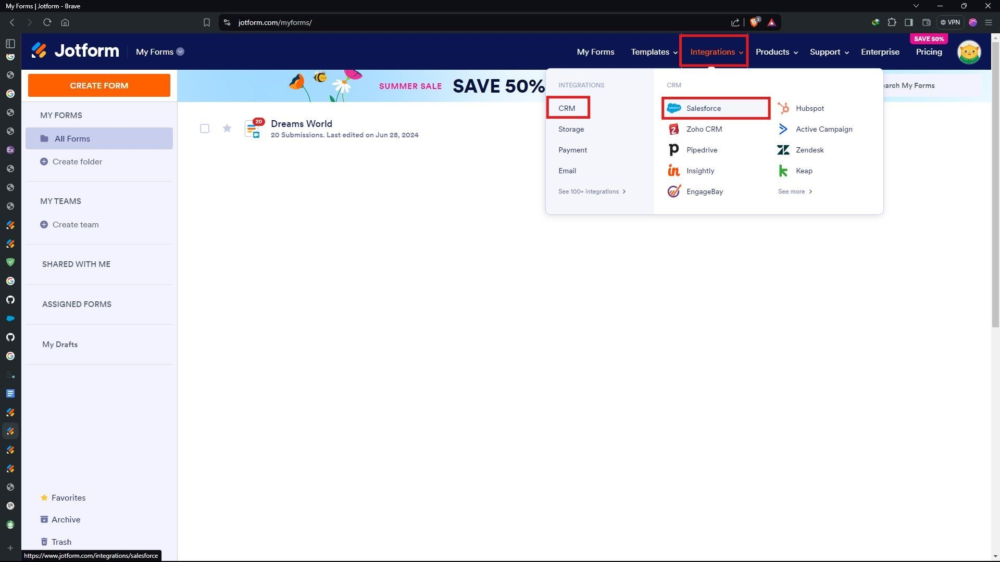 My Forms | Jotform - Brave
jotform.com/myforms/
2
VPN
Jotform
My Forms
My Forms
Templates
Integrations
Products
Support
Enterprise
SAVE 50%
Pricing
CREATE FORM
SUMMER SALE
SAVE 50%
earch My Forms
MY FORMS
All Forms
Create folder
MY TEAMS
Create team
SHARED WITH ME
ASSIGNED FORMS
My Drafts
Favorites
Archive
Trash
20
Dreams World
20 Submissions. Last edited on Jun 28, 2024
INTEGRATIONS
CRM
Storage
Payment
Email
See 100+ integrations
CRM
Salesforce
Hubspot
Zoho CRM
Active Campaign
Pipedrive
Zendesk
Insightly
Keap
EngageBay
See more
Ex
https://www.jotform.com/integrations/salesforce